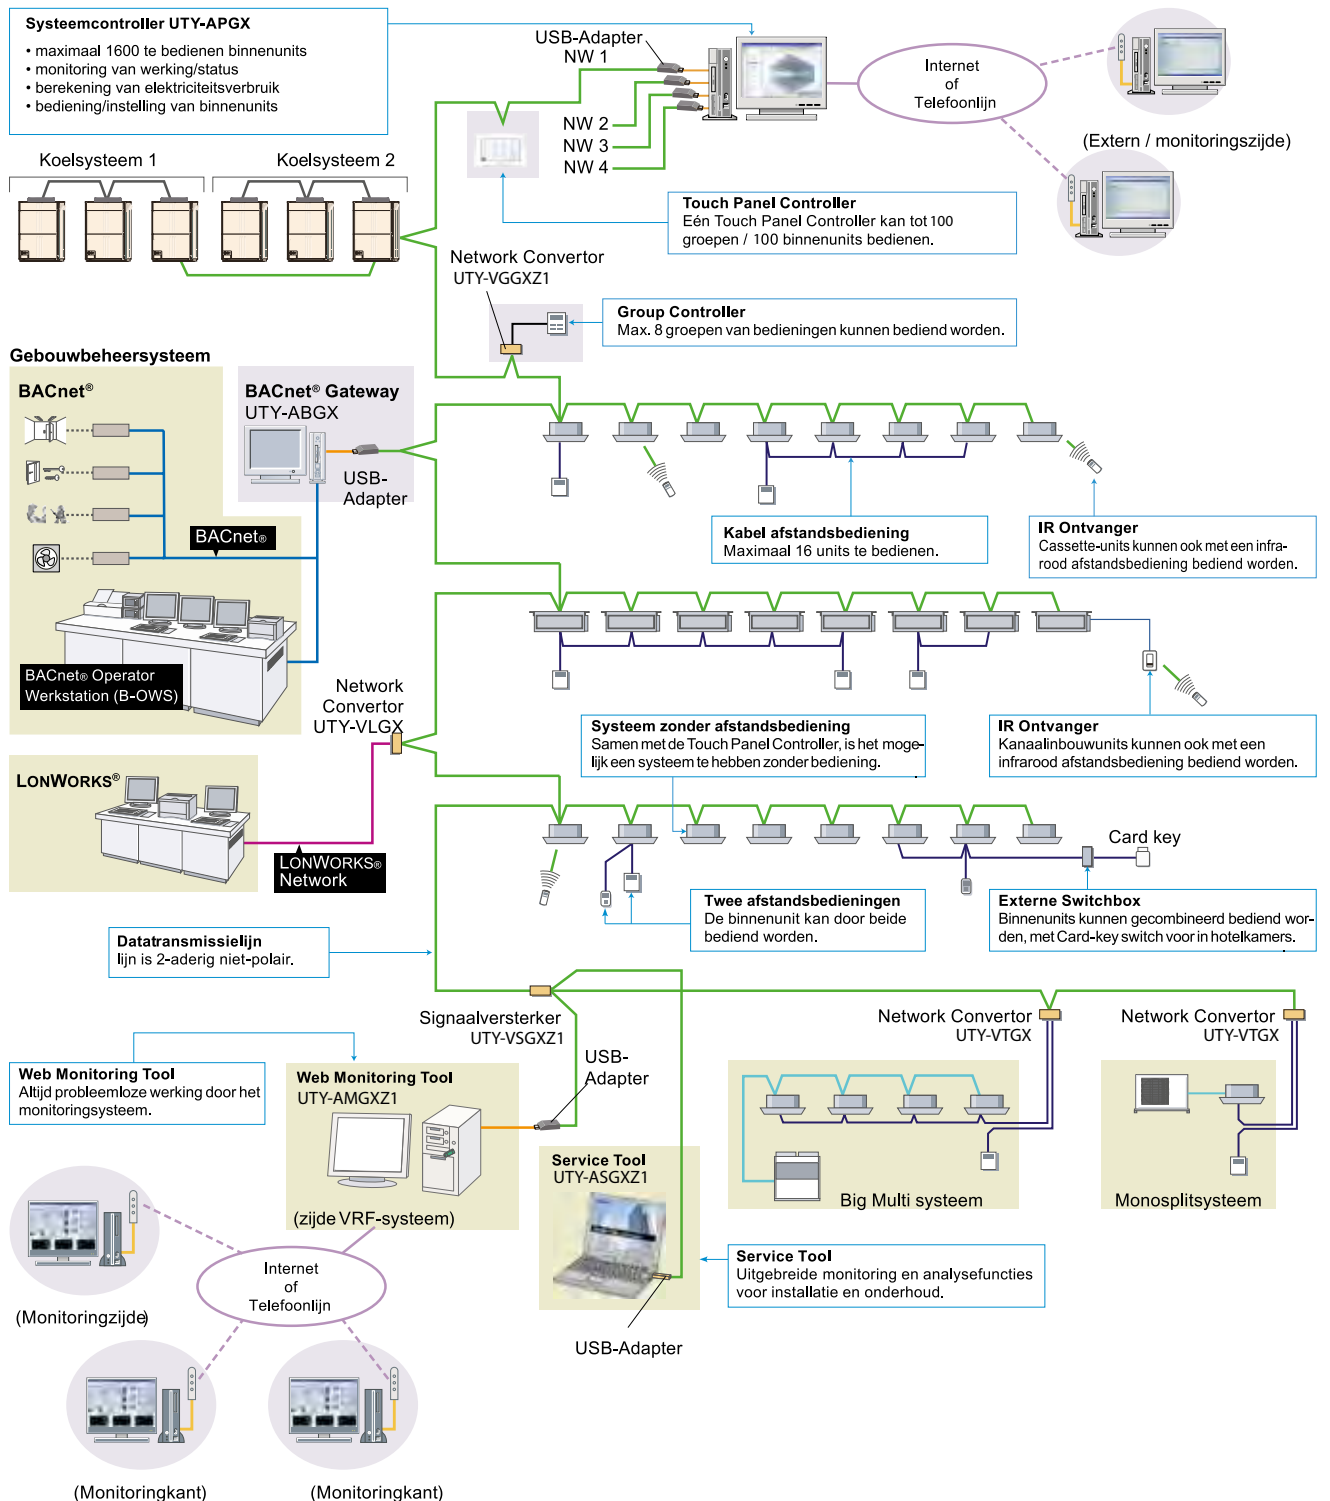 Systeemcontroller UTY-APGX
• maximaal 1600 te bedienen binnenunits
• monitoring van werking/status
• berekening van elektriciteitsverbruik
• bediening/instelling van binnenunits
USB-Adapter
NW 1
NW 2
NW 3
NW 4
Internet
of
Telefoonlijn
(Extern / monitoringszijde)
Koelsysteem 1
Koelsysteem 2
Touch Panel Controller
Eén Touch Panel Controller kan tot 100
groepen / 100 binnenunits bedienen.
Network Convertor
UTY-VGGXZ1
Group Controller
Max. 8 groepen van bedieningen kunnen bediend worden.
Gebouwbeheersysteem
BACnet®
BACnet® Gateway
UTY-ABGX
USB-
Adapter
BACnet®
BACnet® Operator
Werkstation (B-OWS)
Kabel afstandsbediening
Maximaal 16 units te bedienen.
IR Ontvanger
Cassette-units kunnen ook met een infra-
rood afstandsbediening bediend worden.
Network
Convertor
UTY-VLGX
Systeem zonder afstandsbediening
Samen met de Touch Panel Controller, is het moge-
lijk een systeem te hebben zonder bediening.
IR Ontvanger
Kanaalinbouwunits kunnen ook met een
infrarood afstandsbediening bediend worden.
LONWORKS®
LONWORKS®
Network
Card key
Twee afstandsbedieningen
De binnenunit kan door beide
bediend worden.
Externe Switchbox
Binnenunits kunnen gecombineerd bediend wor-
den, met Card-key switch voor in hotelkamers.
Datatransmissielijn
lijn is 2-aderig niet-polair.
Signaalversterker
UTY-VSGXZ1
USB-
Adapter
Network Convertor
UTY-VTGX
Network Convertor
UTY-VTGX
Web Monitoring Tool
Altijd probleemloze werking door het
monitoringsysteem.
Web Monitoring Tool
UTY-AMGXZ1
(zijde VRF-systeem)
Service Tool
UTY-ASGXZ1
Big Multi systeem
Monosplitsysteem
Service Tool
Uitgebreide monitoring en analysefuncties
voor installatie en onderhoud.
USB-Adapter
Internet
of
Telefoonlijn
(Monitoringzijde)
(Monitoringkant)
(Monitoringkant)